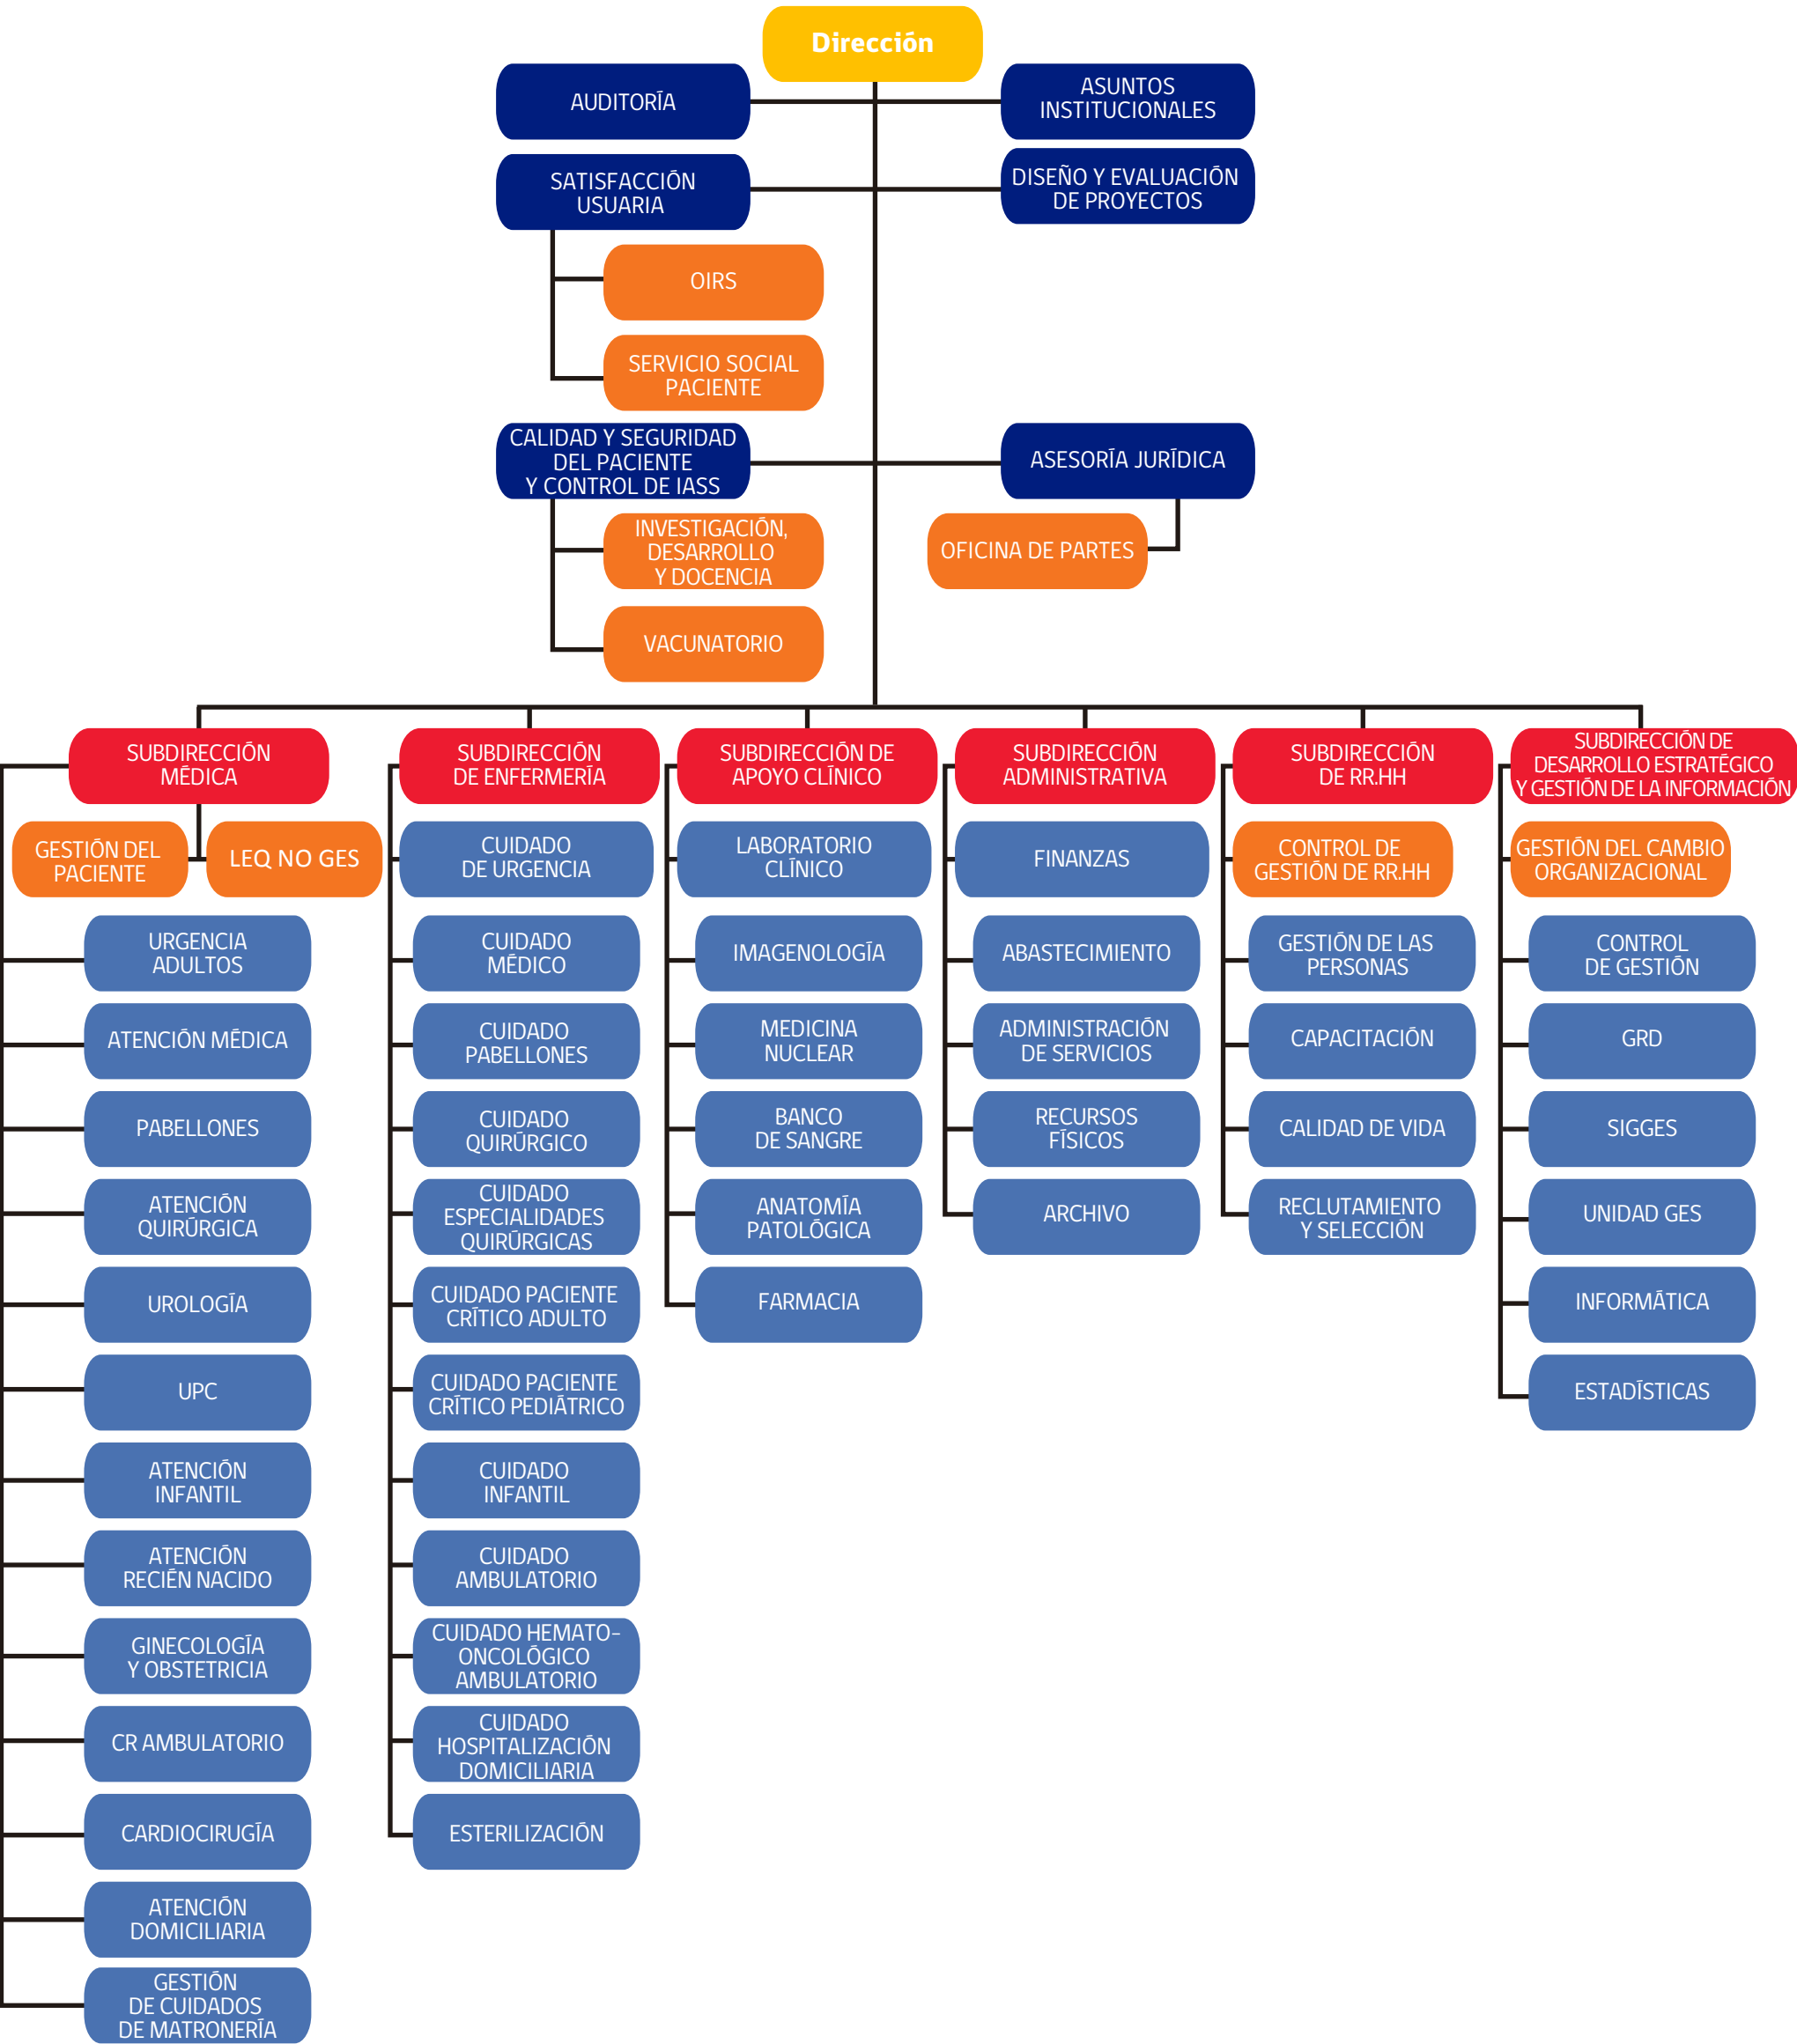 Dirección
AUDITORÍA
ASUNTOS
INSTITUCIONALES
SATISFACCIÓN
USUARIA
DISEÑO Y EVALUACIÓN
DE PROYECTOS
OIRS
SERVICIO SOCIAL
PACIENTE
CALIDAD Y SEGURIDAD
DEL PACIENTE
Y CONTROL DE IASS
ASESORÍA JURÍDICA
INVESTIGACIÓN,
DESARROLLO
Y DOCENCIA
OFICINA DE PARTES
VACUNATORIO
SUBDIRECCIÓN
MÉDICA
GESTIÓN DEL
PACIENTE
LEQ NO GES
URGENCIA
ADULTOS
ATENCIÓN MÉDICA
PABELLONES
ATENCIÓN
QUIRÚRGICA
UROLOGÍA
UPC
ATENCIÓN
INFANTIL
ATENCIÓN
RECIÉN NACIDO
GINECOLOGÍA
Y OBSTETRICIA
CR AMBULATORIO
CARDIOCIRUGÍA
ATENCIÓN
DOMICILIARIA
GESTIÓN
DE CUIDADOS
DE MATRONERÍA
SUBDIRECCIÓN
DE ENFERMERÍA
CUIDADO
DE URGENCIA
CUIDADO
MÉDICO
CUIDADO
PABELLONES
CUIDADO
QUIRÚRGICO
CUIDADO
ESPECIALIDADES
QUIRÚRGICAS
CUIDADO PACIENTE
CRÍTICO ADULTO
CUIDADO PACIENTE
CRÍTICO PEDIÁTRICO
CUIDADO
INFANTIL
CUIDADO
AMBULATORIO
CUIDADO HEMATO-
ONCOLÓGICO
AMBULATORIO
CUIDADO
HOSPITALIZACIÓN
DOMICILIARIA
ESTERILIZACIÓN
SUBDIRECCIÓN DE
APOYO CLÍNICO
LABORATORIO
CLÍNICO
IMAGENOLOGÍA
MEDICINA
NUCLEAR
BANCO
DE SANGRE
ANATOMÍA
PATOLÓGICA
FARMACIA
SUBDIRECCIÓN
ADMINISTRATIVA
FINANZAS
ABASTECIMIENTO
ADMINISTRACIÓN
DE SERVICIOS
RECURSOS
FÍSICOS
ARCHIVO
SUBDIRECCIÓN
DE RR.HH
CONTROL DE
GESTIÓN DE RR.HH
GESTIÓN DE LAS
PERSONAS
CAPACITACIÓN
CALIDAD DE VIDA
RECLUTAMIENTO
Y SELECCIÓN
SUBDIRECCIÓN DE
DESARROLLO ESTRATÉGICO
Y GESTIÓN DE LA INFORMACIÓN
GESTIÓN DEL CAMBIO
ORGANIZACIONAL
CONTROL
DE GESTIÓN
GRD
SIGGES
UNIDAD GES
INFORMÁTICA
ESTADÍSTICAS